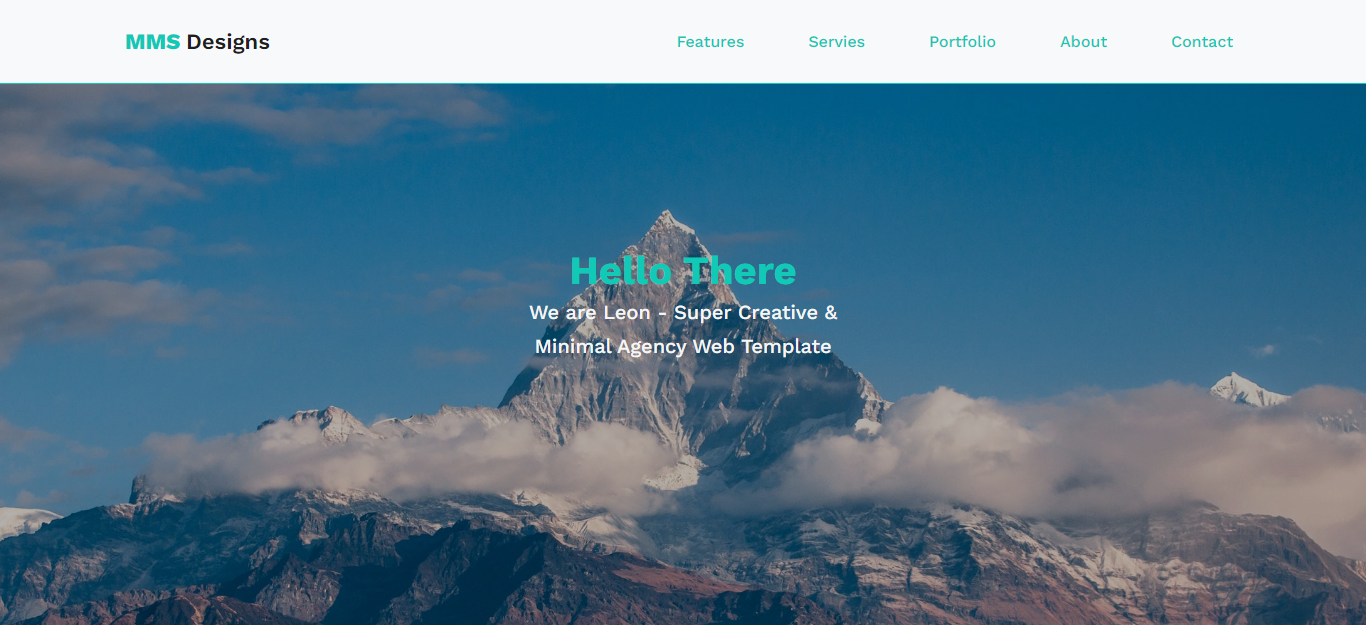 MMS Designs
Features Servies Portfolio About Contact
Hello There
We are Leon - Super Creative &
Minimal Agency Web Template